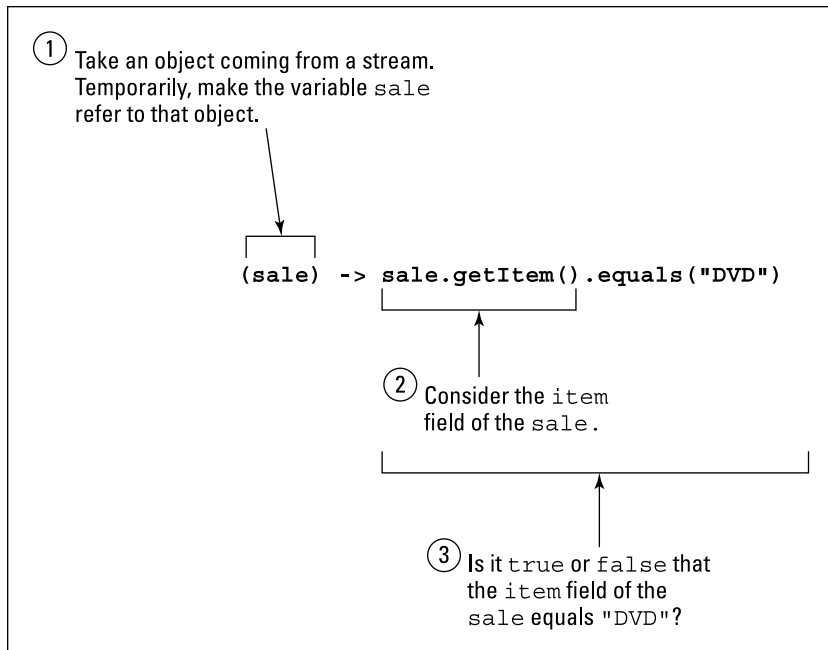 1 Take an object coming from a stream.
Temporarily, make the variable sale
refer to that object.
(sale) -> sale.getItem().equals("DVD")
2 Consider the item
field of the sale.
3 Is it true or false that
the item field of the
sale equals "DVD"?